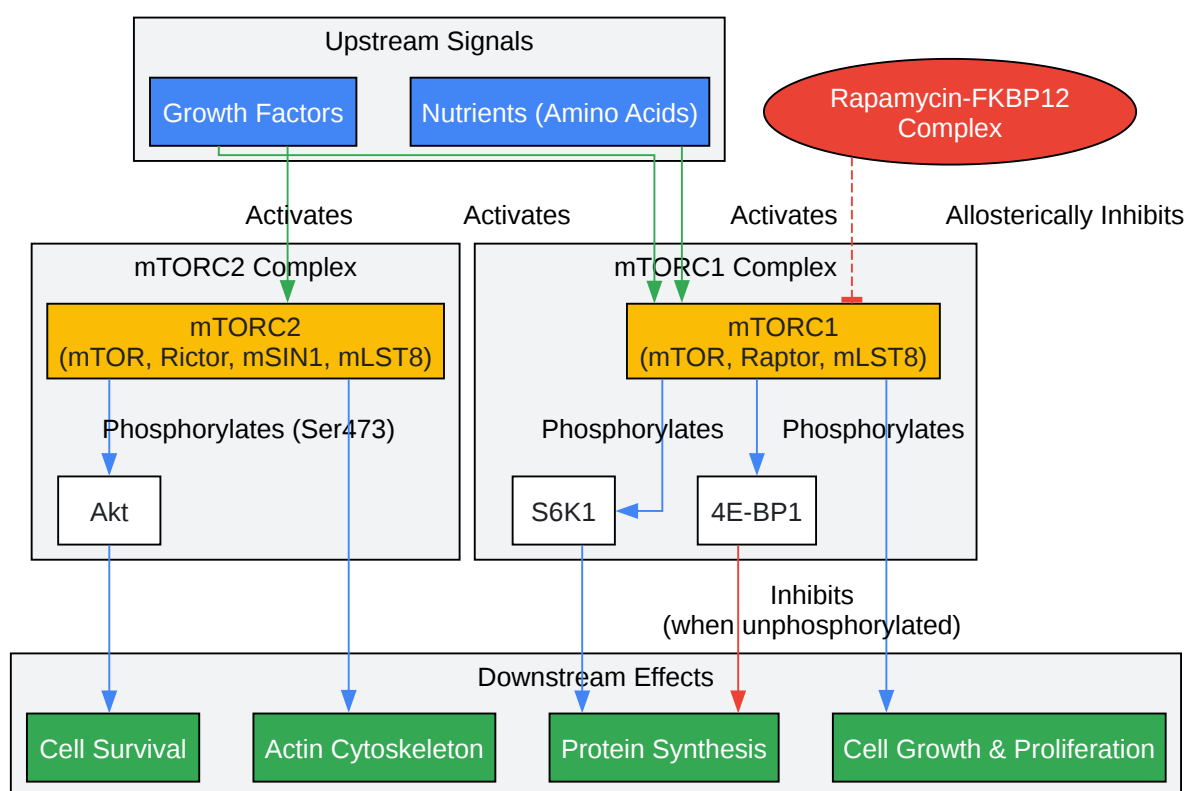 Upstream Signals
Growth Factors
Nutrients (Amino Acids)
Rapamycin-FKBP12
Complex
Activates
Activates
Activates
Allosterically Inhibits
mTORC2 Complex
mTORC1 Complex
mTORC2
(mTOR, Rictor, mSIN1, mLST8)
mTORC1
(mTOR, Raptor, mLST8)
Phosphorylates (Ser473)
Phosphorylates
Phosphorylates
Akt
S6K1
4E-BP1
Inhibits
(when unphosphorylated)
Downstream Effects
Cell Survival
Actin Cytoskeleton
Protein Synthesis
Cell Growth & Proliferation